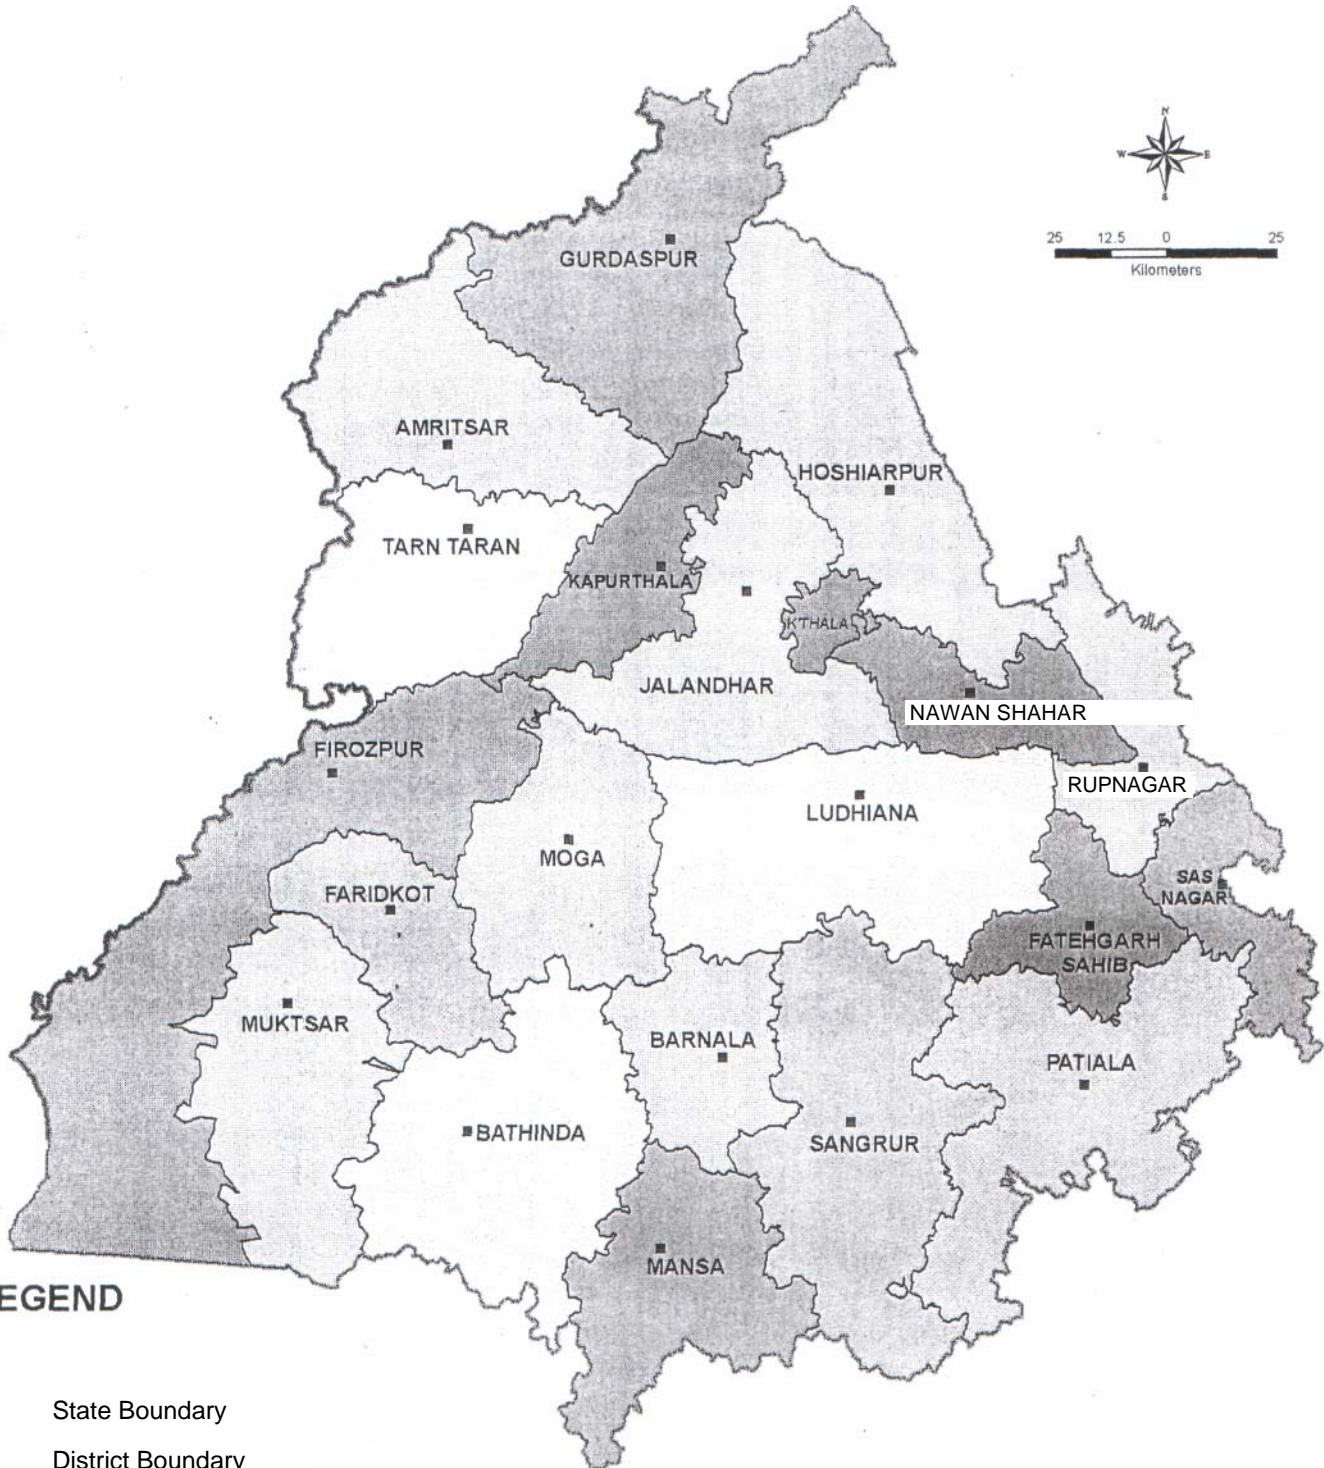 N
W E
S
25 12.5 0 25
Kilometers
GURDASPUR
AMRITSAR
HOSHIARPUR
TARN TARAN
KAPURTHALA
K'THALA
JALANDHAR
NAWAN SHAHAR
FIROZPUR
RUPNAGAR
LUDHIANA
MOGA
SAS
NAGAR
FARIDKOT
FATEHGARH
SAHIB
MUKTSAR
BARNALA
PATIALA
BATHINDA
SANGRUR
MANSA
EGEND
State Boundary
District Boundary